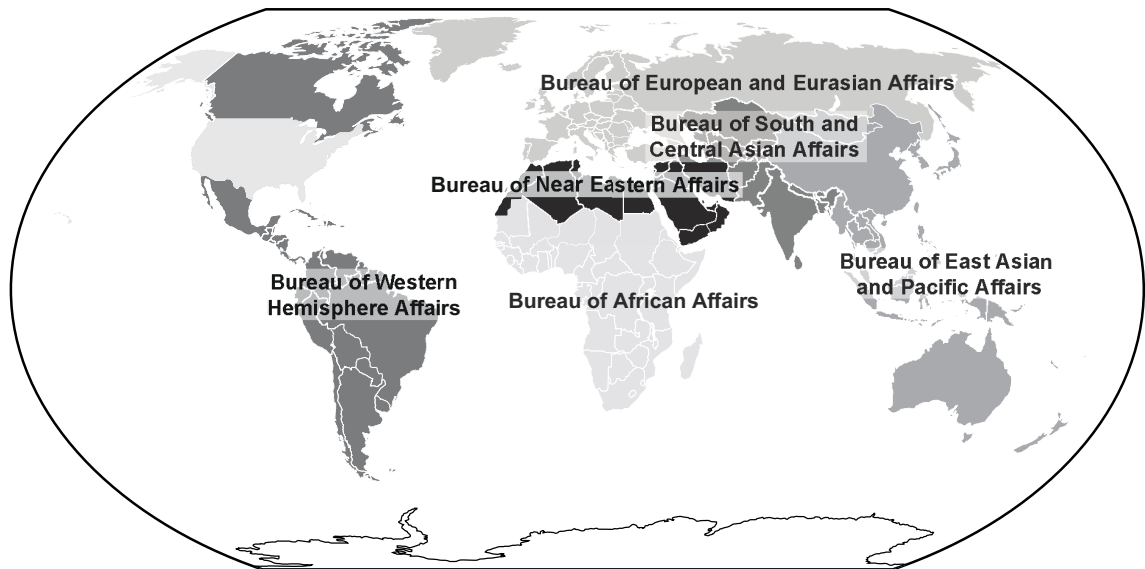 Bureau of European and Eurasian Affairs
Bureau of South and
Central Asian Affairs
Bureau of Near Eastern Affairs
Bureau of Western
Hemisphere Affairs
Bureau of African Affairs
Bureau of East Asian
and Pacific Affairs